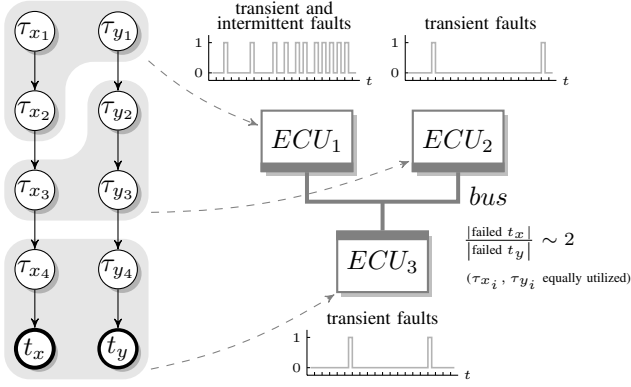 τx1 τy1
τx2 τy2
τx3 τy3
τx4 τy4
tx ty
transient and
intermittent faults
1
0
t
transient faults
1
0
t
ECU1
ECU2
bus
ECU3
|failed tx|
|failed ty| ∼ 2
(τxi, τyi equally utilized)
transient faults
1
0
t